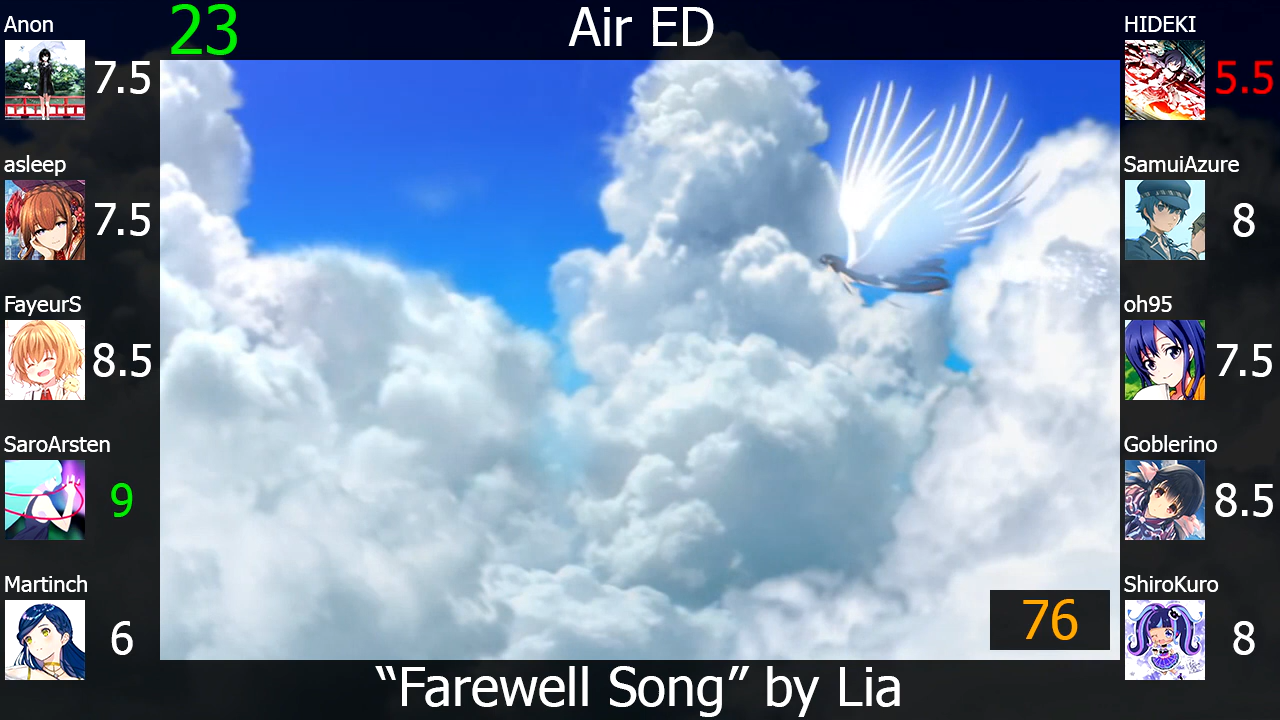 Anon
7.5
asleep
7.5
FayeurS
8.5
SaroArsten
9
Martinch
6
23
Air ED
76
“Farewell Song” by Lia
HIDEKI
5.5
SamuiAzure
8
oh95
7.5
Goblerino
8.5
ShiroKuro
8